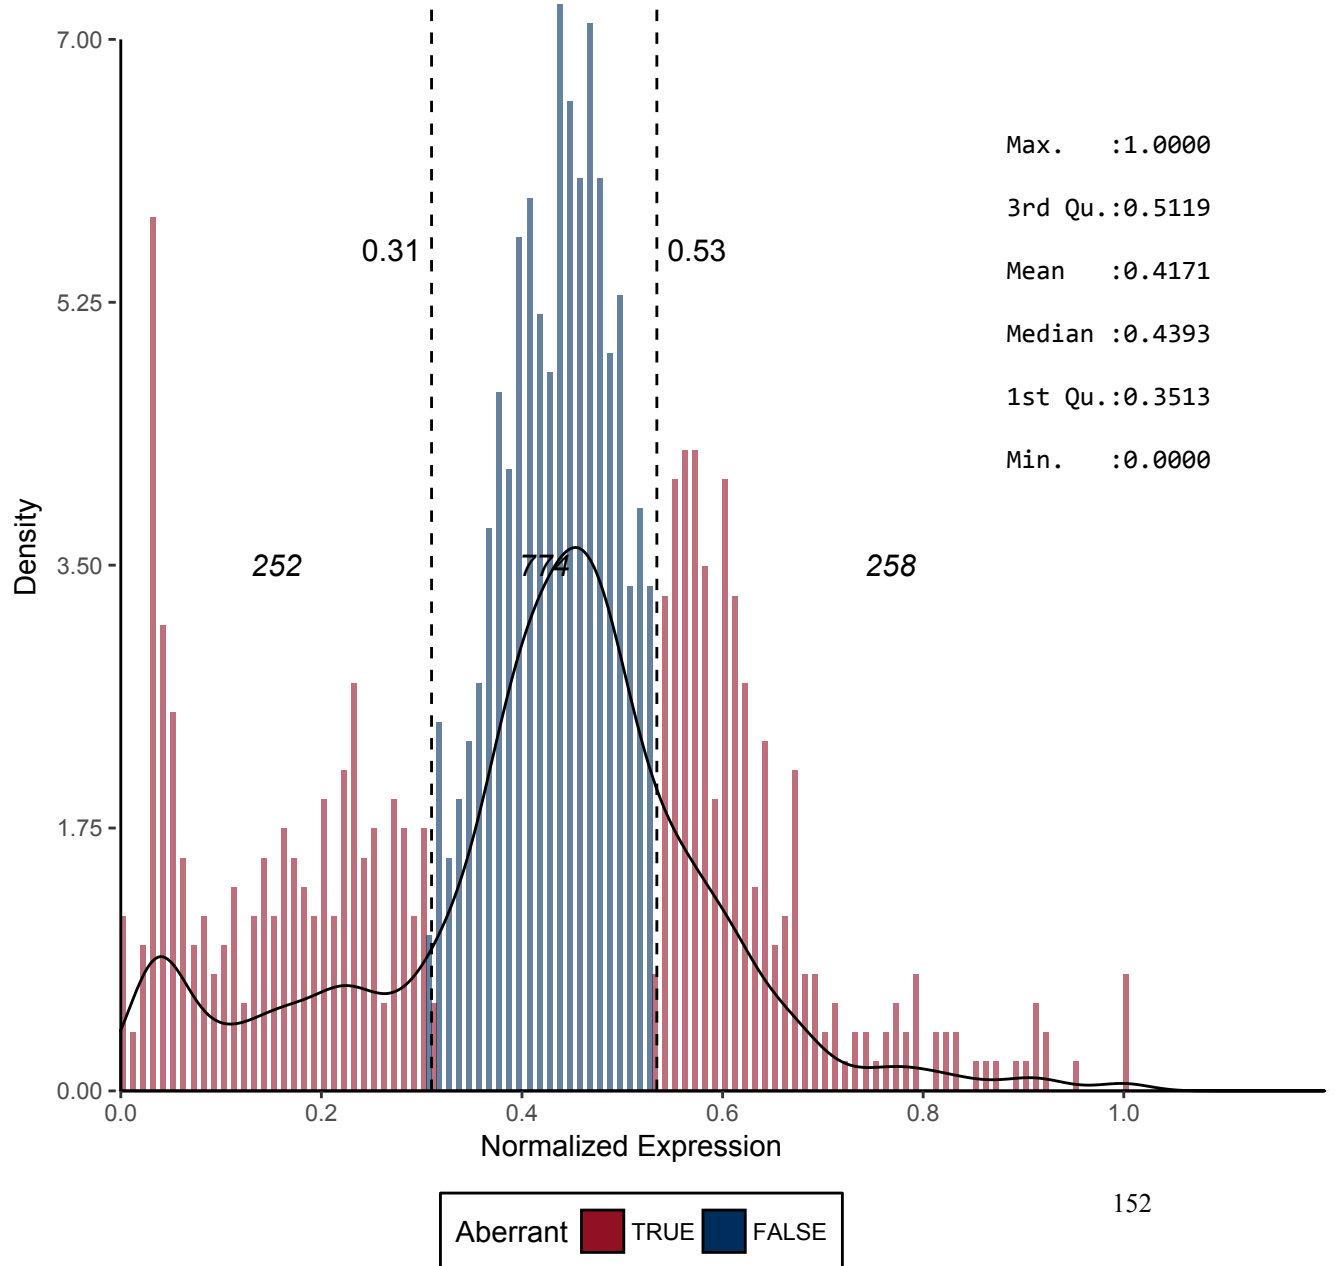 7.00
5.25
3.50
1.75
0.00
Density
0.31
0.53
252
774
258
Max.   :1.0000
3rd Qu.:0.5119
Mean   :0.4171
Median :0.4393
1st Qu.:0.3513
Min.   :0.0000
0.0 0.2 0.4 0.6 0.8 1.0
Normalized Expression
152
Aberrant TRUE FALSE